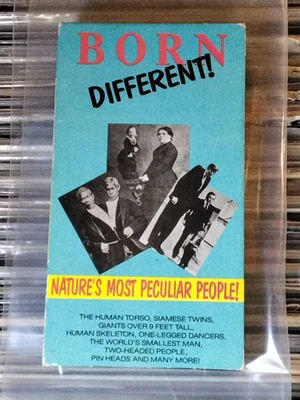 BORN
DIFFERENT!
NATURE'S MOST PECULIAR PEOPLE!
THE HUMAN TORSO, SIAMESE TWINS,
GIANTS OVER 9 FEET TALL,
HUMAN SKELETON, ONE-LEGGED DANCERS,
THE WORLD'S SMALLEST MAN,
TWO-HEADED PEOPLE,
PIN HEADS AND MANY MORE!